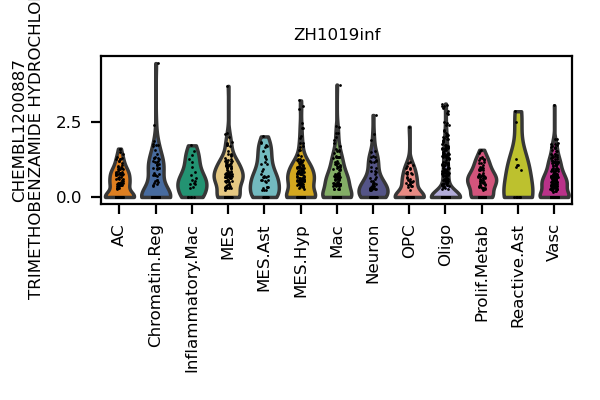 ZH1019inf
CHEMBL1200887
2.5
0.0
AC
Chromatin.Reg
Inflammatory.Mac
MES
MES.Ast
MES.Hyp
Mac
Neuron
OPC
Oligo
Prolif.Metab
Reactive.Ast
Vasc
TRIMETHOBENZAMIDE